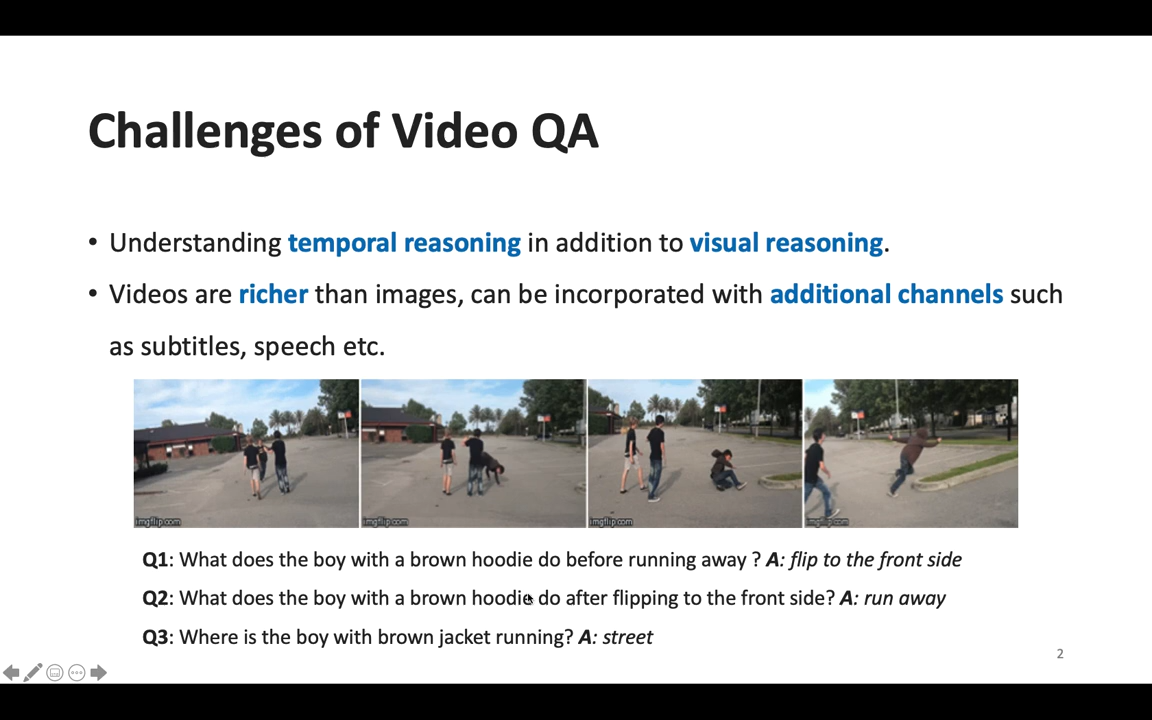 Challenges of Video QA
• Understanding temporal reasoning in addition to visual reasoning.
• Videos are richer than images, can be incorporated with additional channels such
as subtitles, speech etc.
imgflip.com imgflip.com imgflip.com imgflip.com
Q1: What does the boy with a brown hoodie do before running away ? A: flip to the front side
Q2: What does the boy with a brown hoodie do after flipping to the front side? A: run away
Q3: Where is the boy with brown jacket running? A: street
2